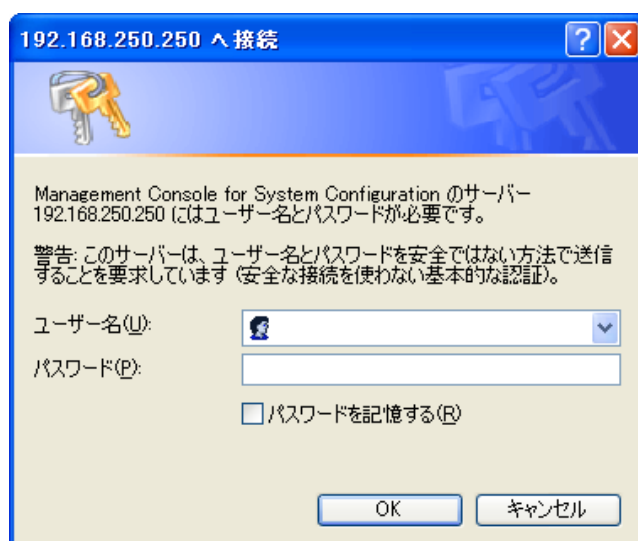 192.168.250.250 へ接続
Management Console for System Configuration のサーバー
192.168.250.250 にはユーザー名とパスワードが必要です。
警告: このサーバーは、ユーザー名とパスワードを安全ではない方法で送信
することを要求しています (安全な接続を使わない基本的な認証)。
ユーザー名(U):
パスワード(P):
パスワードを記憶する(R)
OK キャンセル